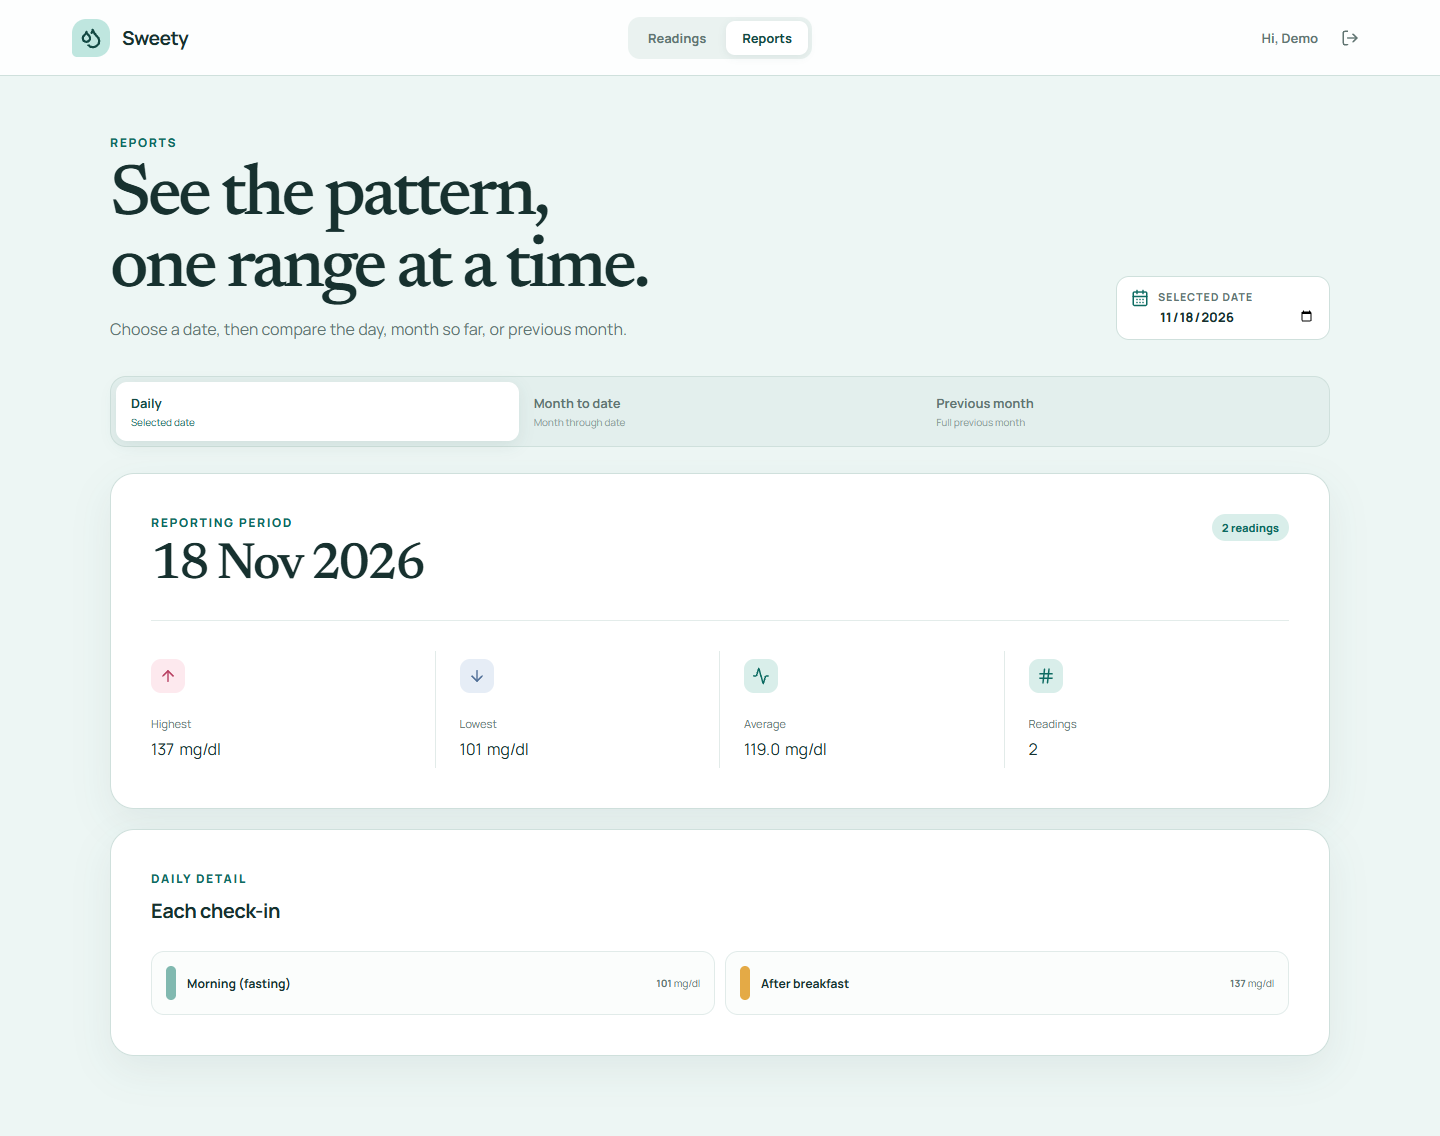 Sweety
Readings
Reports
Hi, Demo
REPORTS
See the pattern,
one range at a time.
Choose a date, then compare the day, month so far, or previous month.
SELECTED DATE
11/18/2026
Daily
Selected date
Month to date
Month through date
Previous month
Full previous month
REPORTING PERIOD
18 Nov 2026
2 readings
Highest
137 mg/dl
Lowest
101 mg/dl
Average
119.0 mg/dl
Readings
2
DAILY DETAIL
Each check-in
Morning (fasting)
101 mg/dl
After breakfast
137 mg/dl